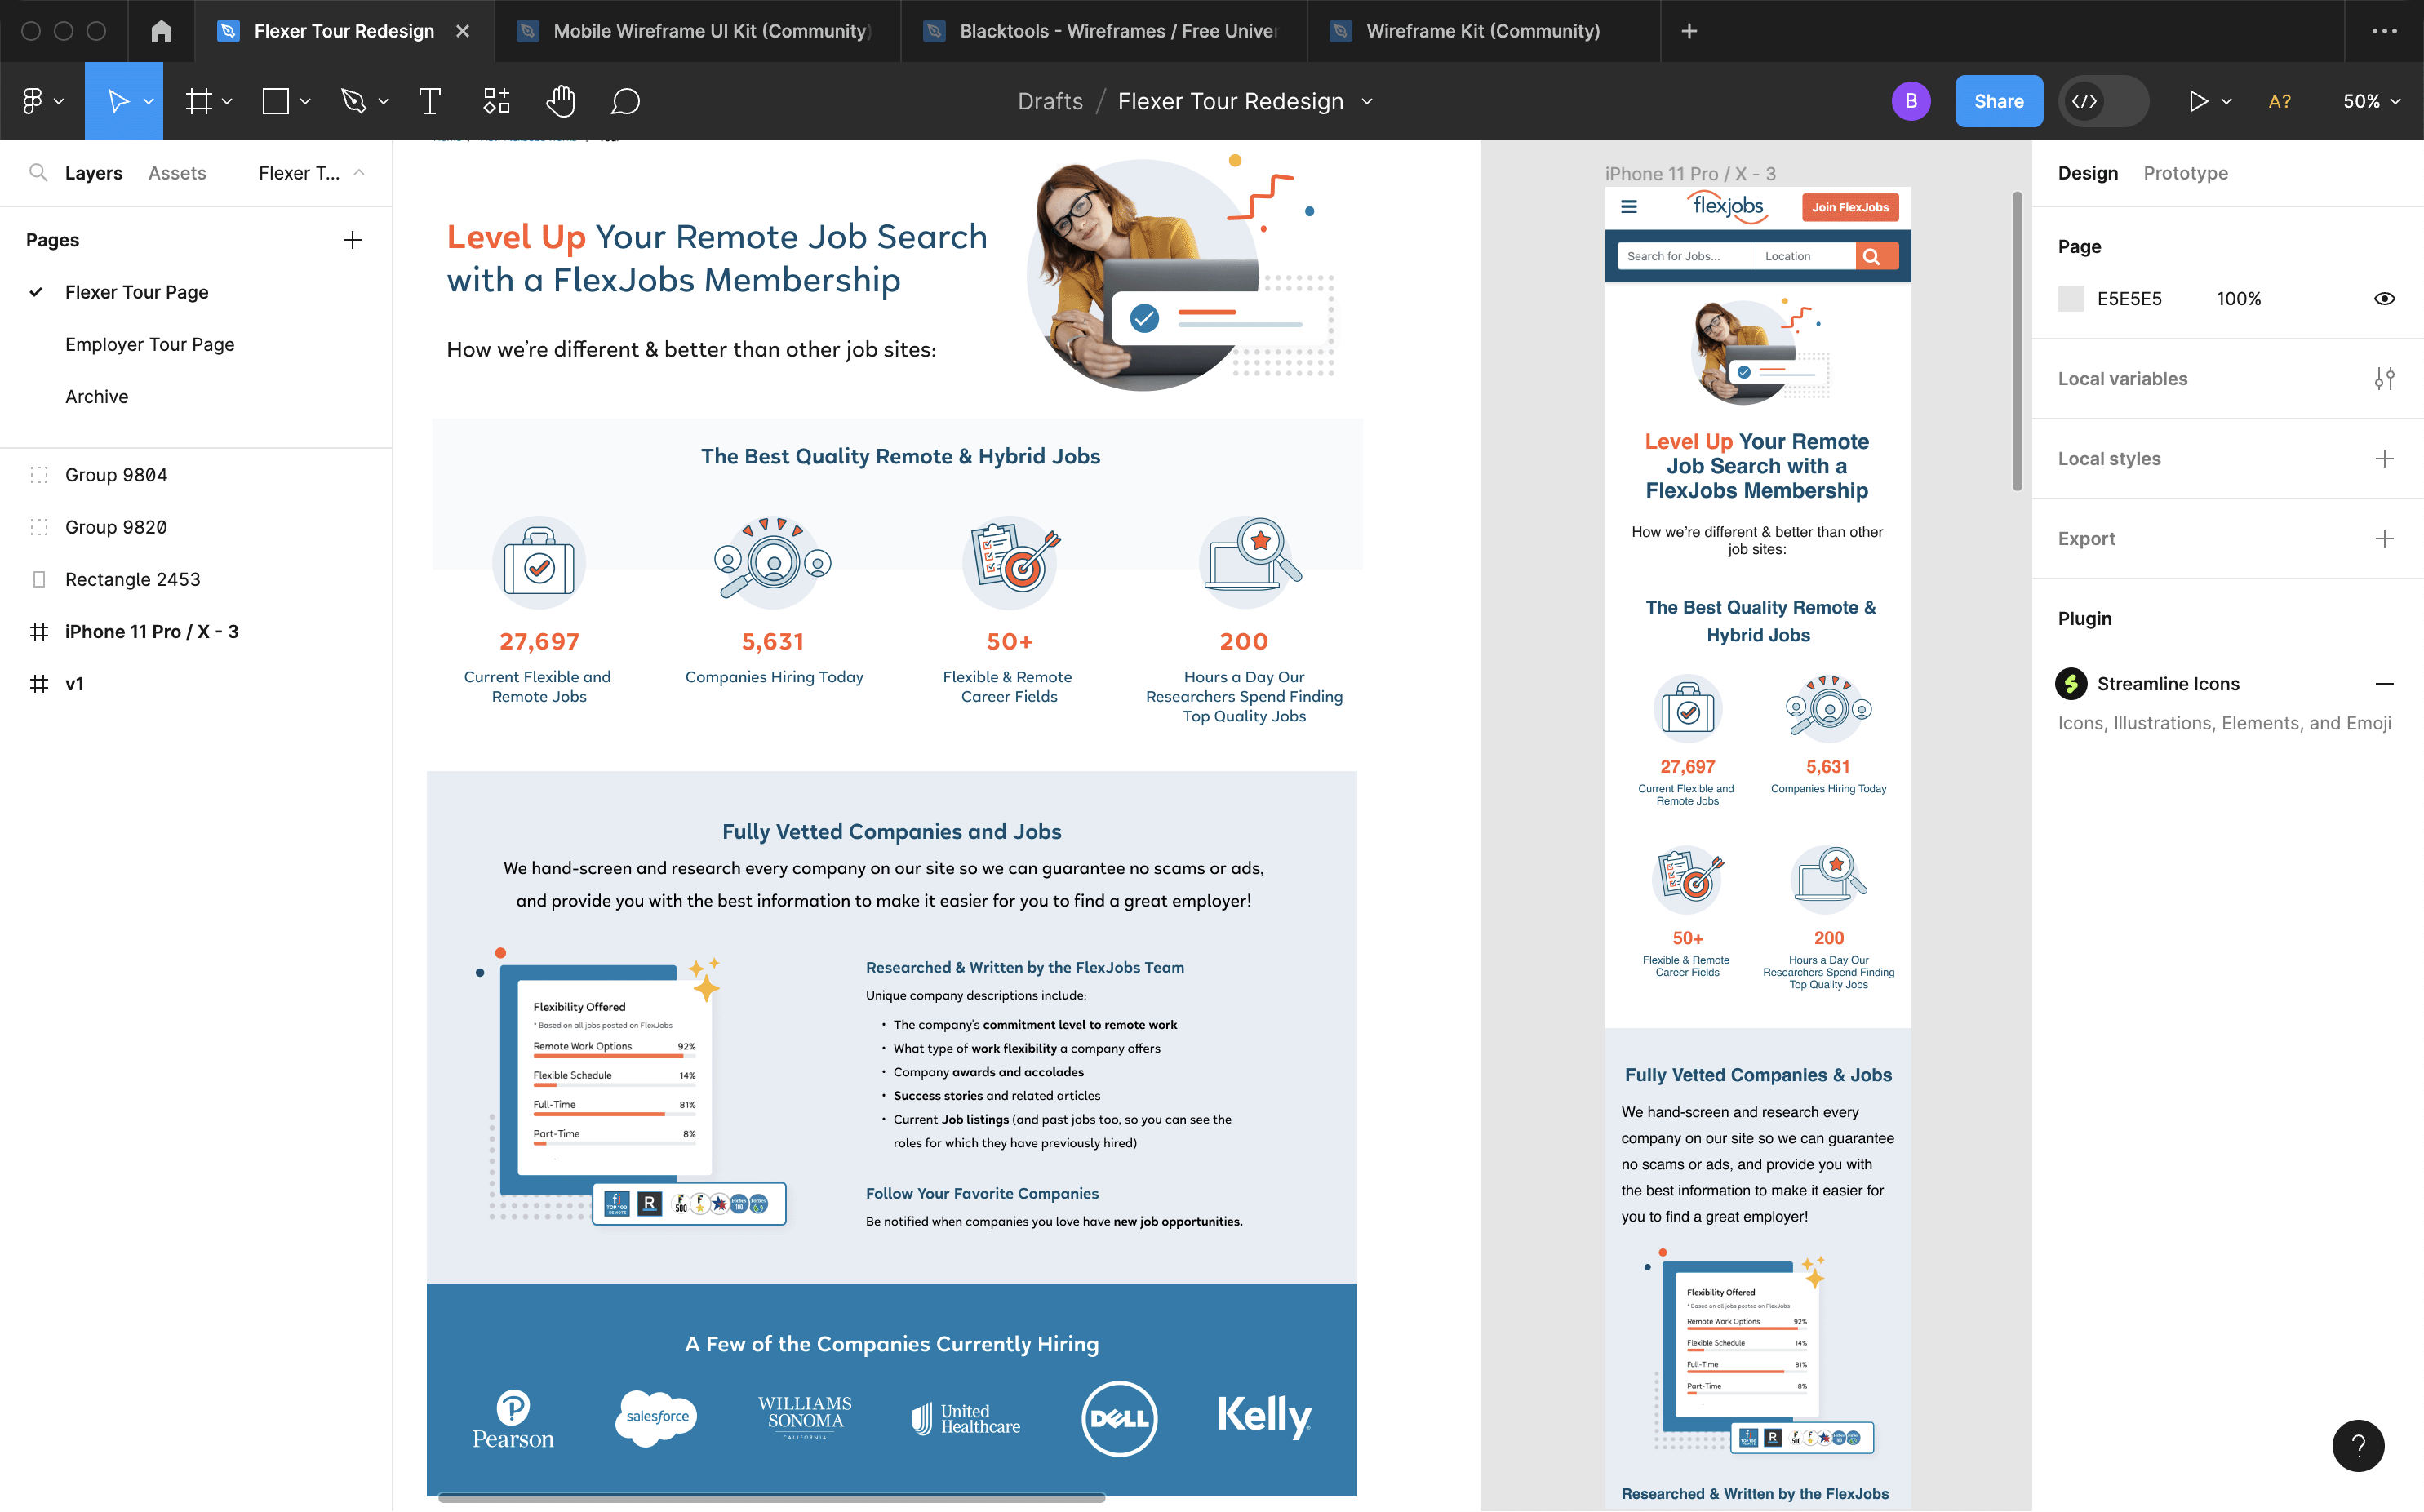 Flexer Tour Redesign
Mobile Wireframe UI Kit (Community)
Blacktools - Wireframes / Free Univer
Wireframe Kit (Community)
Drafts / Flexer Tour Redesign
B
Share
A?
50%
Layers
Assets
Flexer T...
Pages
Flexer Tour Page
Employer Tour Page
Archive
Group 9804
Group 9820
Rectangle 2453
iPhone 11 Pro / X - 3
v1
Level Up Your Remote Job Search
with a FlexJobs Membership
How we’re different & better than other job sites:
The Best Quality Remote & Hybrid Jobs
27,697
Current Flexible and
Remote Jobs
5,631
Companies Hiring Today
50+
Flexible & Remote
Career Fields
200
Hours a Day Our
Researchers Spend Finding
Top Quality Jobs
Fully Vetted Companies and Jobs
We hand-screen and research every company on our site so we can guarantee no scams or ads,
and provide you with the best information to make it easier for you to find a great employer!
Flexibility Offered
* Based on all jobs posted on FlexJobs
Remote Work Options 92%
Flexible Schedule 14%
Full-Time 81%
Part-Time 8%
TOP 100
REMOTE
R
F
500
F
Forbes
100
Forbes
Researched & Written by the FlexJobs Team
Unique company descriptions include:
• The company’s commitment level to remote work
• What type of work flexibility a company offers
• Company awards and accolades
• Success stories and related articles
• Current Job listings (and past jobs too, so you can see the
roles for which they have previously hired)
Follow Your Favorite Companies
Be notified when companies you love have new job opportunities.
A Few of the Companies Currently Hiring
P
Pearson
salesforce
WILLIAMS
SONOMA
CALIFORNIA
United
Healthcare
DELL
Kelly
iPhone 11 Pro / X - 3
flexjobs
Join FlexJobs
Search for Jobs...
Location
Level Up Your Remote
Job Search with a
FlexJobs Membership
How we’re different & better than other
job sites:
The Best Quality Remote &
Hybrid Jobs
27,697
Current Flexible and
Remote Jobs
5,631
Companies Hiring Today
50+
Flexible & Remote
Career Fields
200
Hours a Day Our
Researchers Spend Finding
Top Quality Jobs
Fully Vetted Companies & Jobs
We hand-screen and research every
company on our site so we can guarantee
no scams or ads, and provide you with
the best information to make it easier for
you to find a great employer!
Flexibility Offered
* Based on all jobs posted on FlexJobs
Remote Work Options 92%
Flexible Schedule 14%
Full-Time 81%
Part-Time 8%
R
F
500
F
Researched & Written by the FlexJobs
Design
Prototype
Page
E5E5E5
100%
Local variables
Local styles
Export
Plugin
Streamline Icons
Icons, Illustrations, Elements, and Emoji
?